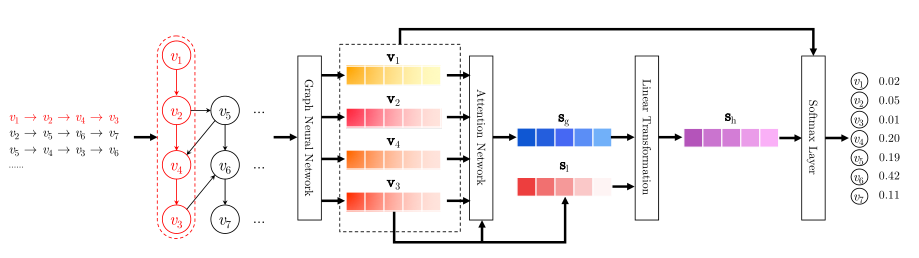 v1 → v2 → v4 → v3
v2 → v5 → v6 → v7
v5 → v4 → v3 → v6
......
v1
v2
v4
v3
v5
v6
v7
...
...
...
Graph Neural Network
v1
v2
v4
v3
Attention Network
sg
sl
Linear Transformation
sh
Softmax Layer
v1 0.02
v2 0.05
v3 0.01
v4 0.20
v5 0.19
v6 0.42
v7 0.11